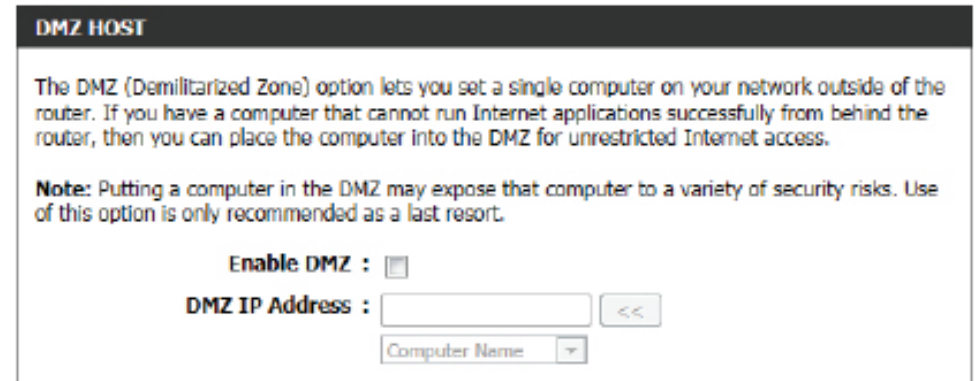 DMZ HOST
The DMZ (Demilitarized Zone) option lets you set a single computer on your network outside of the
router. If you have a computer that cannot run Internet applications successfully from behind the
router, then you can place the computer into the DMZ for unrestricted Internet access.
Note: Putting a computer in the DMZ may expose that computer to a variety of security risks. Use
of this option is only recommended as a last resort.
Enable DMZ :
DMZ IP Address : <<
Computer Name